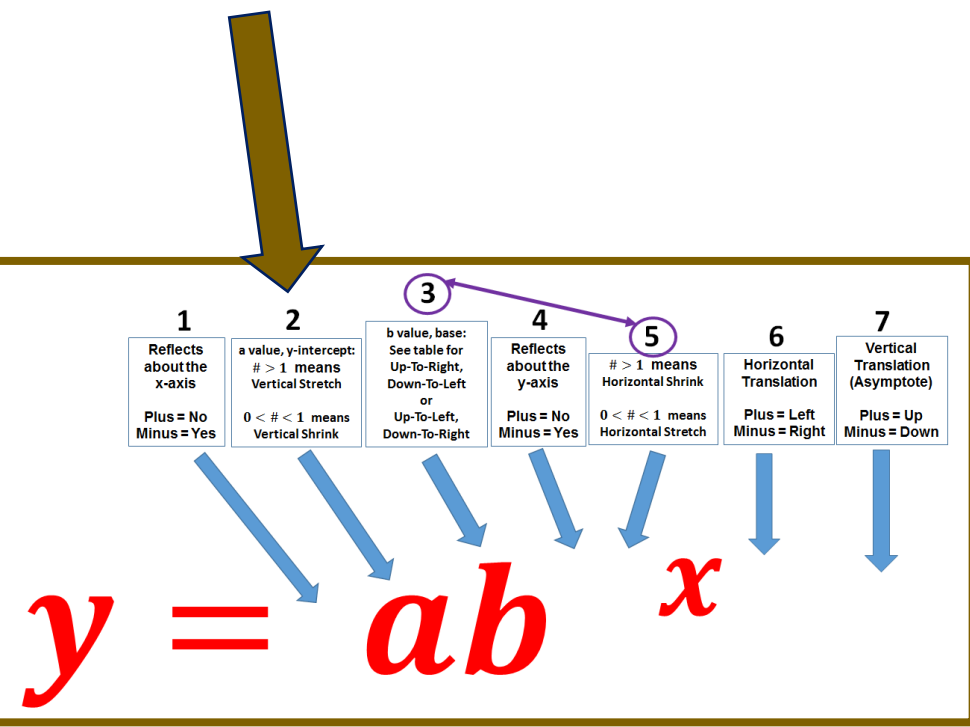 1
Reflects
about the
x-axis
Plus = No
Minus = Yes
2
a value, y-intercept:
# > 1 means
Vertical Stretch
0 < # < 1 means
Vertical Shrink
3
b value, base:
See table for
Up-To-Right,
Down-To-Left
or
Up-To-Left,
Down-To-Right
4
Reflects
about the
y-axis
Plus = No
Minus = Yes
5
# > 1 means
Horizontal Shrink
0 < # < 1 means
Horizontal Stretch
6
Horizontal
Translation
Plus = Left
Minus = Right
7
Vertical
Translation
(Asymptote)
Plus = Up
Minus = Down
y = ab x